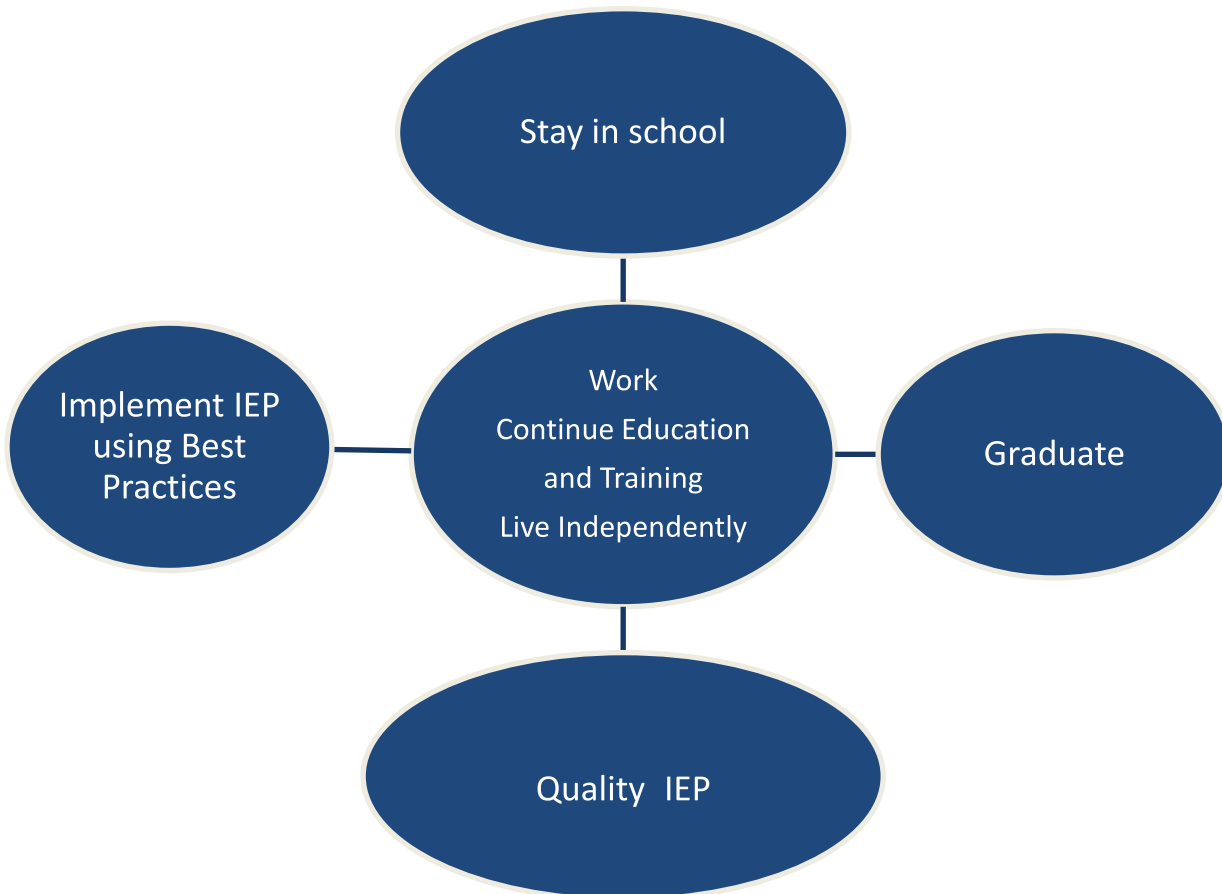 Stay in school
Implement IEP
using Best
Practices
Work
Continue Education
and Training
Live Independently
Graduate
Quality  IEP